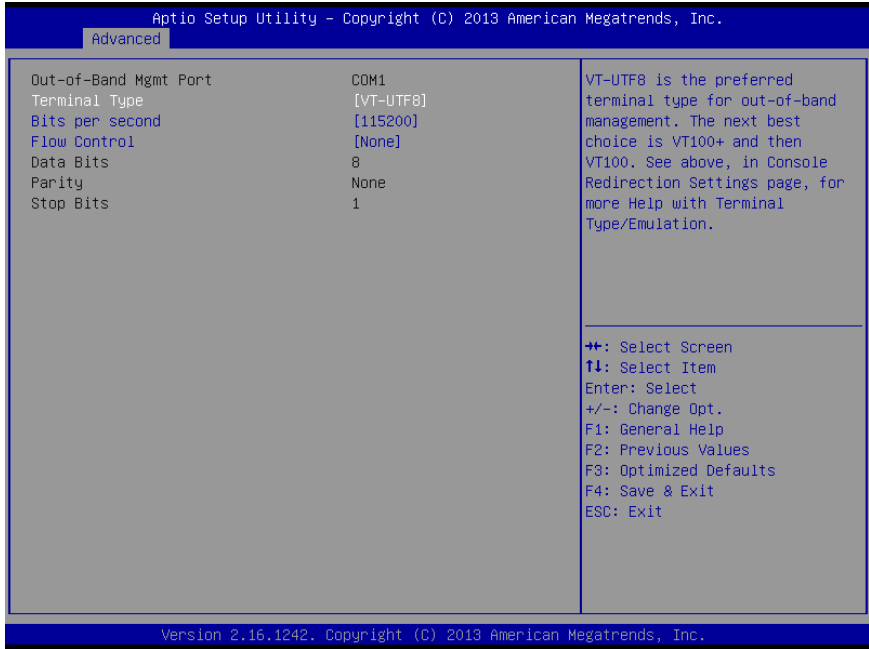 Aptio Setup Utility – Copyright (C) 2013 American Megatrends, Inc.
Advanced
Out-of-Band Mgmt Port COM1
Terminal Type [VT-UTF8]
Bits per second [115200]
Flow Control [None]
Data Bits 8
Parity None
Stop Bits 1
VT-UTF8 is the preferred
terminal type for out-of-band
management. The next best
choice is VT100+ and then
VT100. See above, in Console
Redirection Settings page, for
more Help with Terminal
Type/Emulation.
→←: Select Screen
↑↓: Select Item
Enter: Select
+/-: Change Opt.
F1: General Help
F2: Previous Values
F3: Optimized Defaults
F4: Save & Exit
ESC: Exit
Version 2.16.1242. Copyright (C) 2013 American Megatrends, Inc.